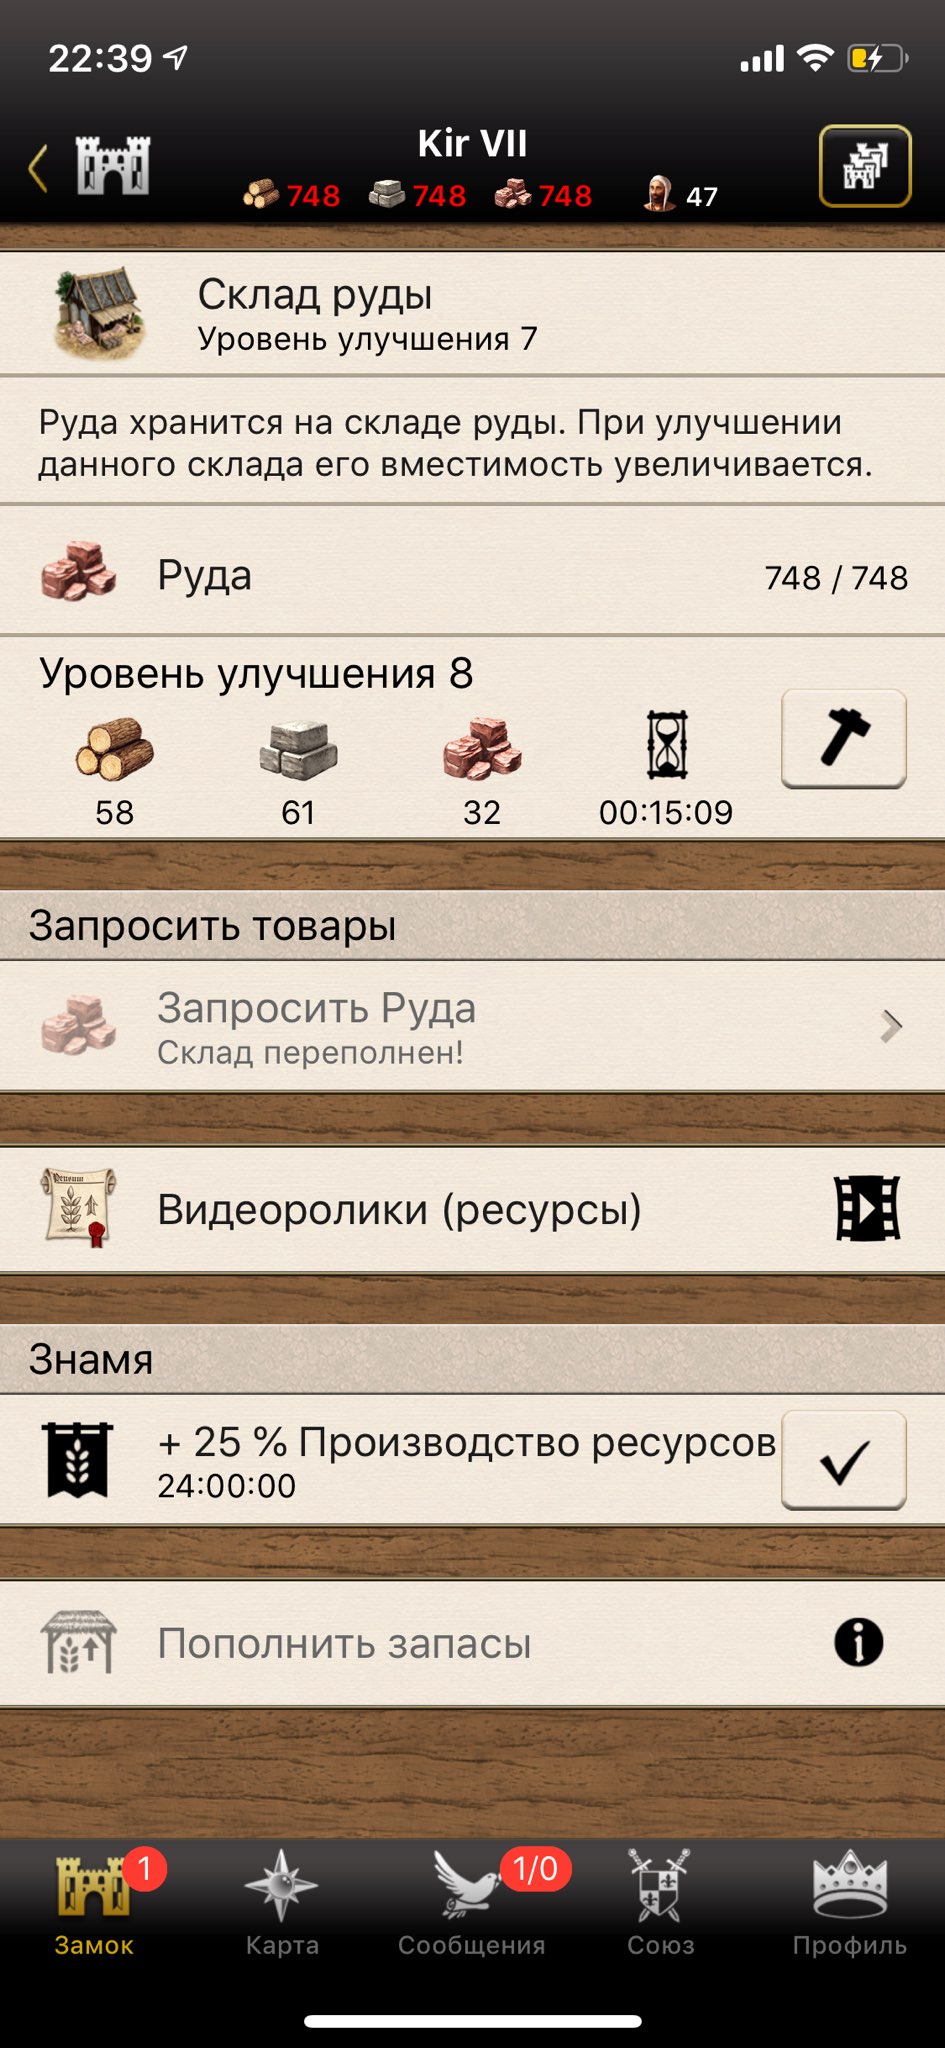 22:39
Kir VII
748 748 748 47
Склад руды
Уровень улучшения 7
Руда хранится на складе руды. При улучшении
данного склада его вместимость увеличивается.
Руда 748 / 748
Уровень улучшения 8
58 61 32 00:15:09
Запросить товары
Запросить Руда
Склад переполнен!
Видеоролики (ресурсы)
Знамя
+ 25 % Производство ресурсов
24:00:00
Пополнить запасы
1 1/0
Замок Карта Сообщения Союз Профиль